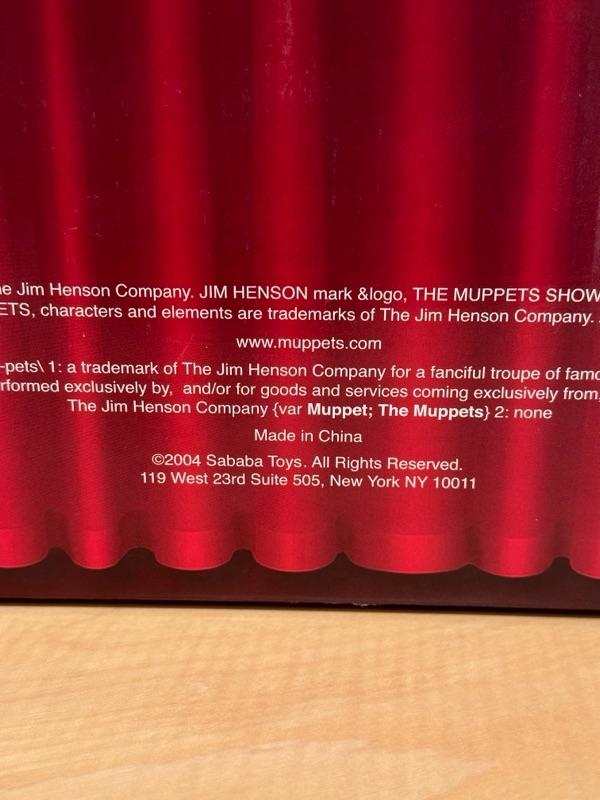 The Jim Henson Company. JIM HENSON mark &logo, THE MUPPETS SHOW
characters and elements are trademarks of The Jim Henson Company.
www.muppets.com
-pets\ 1: a trademark of The Jim Henson Company for a fanciful troupe of
exclusively by, and/or for goods and services coming exclusively from,
The Jim Henson Company {var Muppet; The Muppets} 2: none
Made in China
©2004 Sababa Toys. All Rights Reserved.
119 West 23rd Suite 505, New York NY 10011